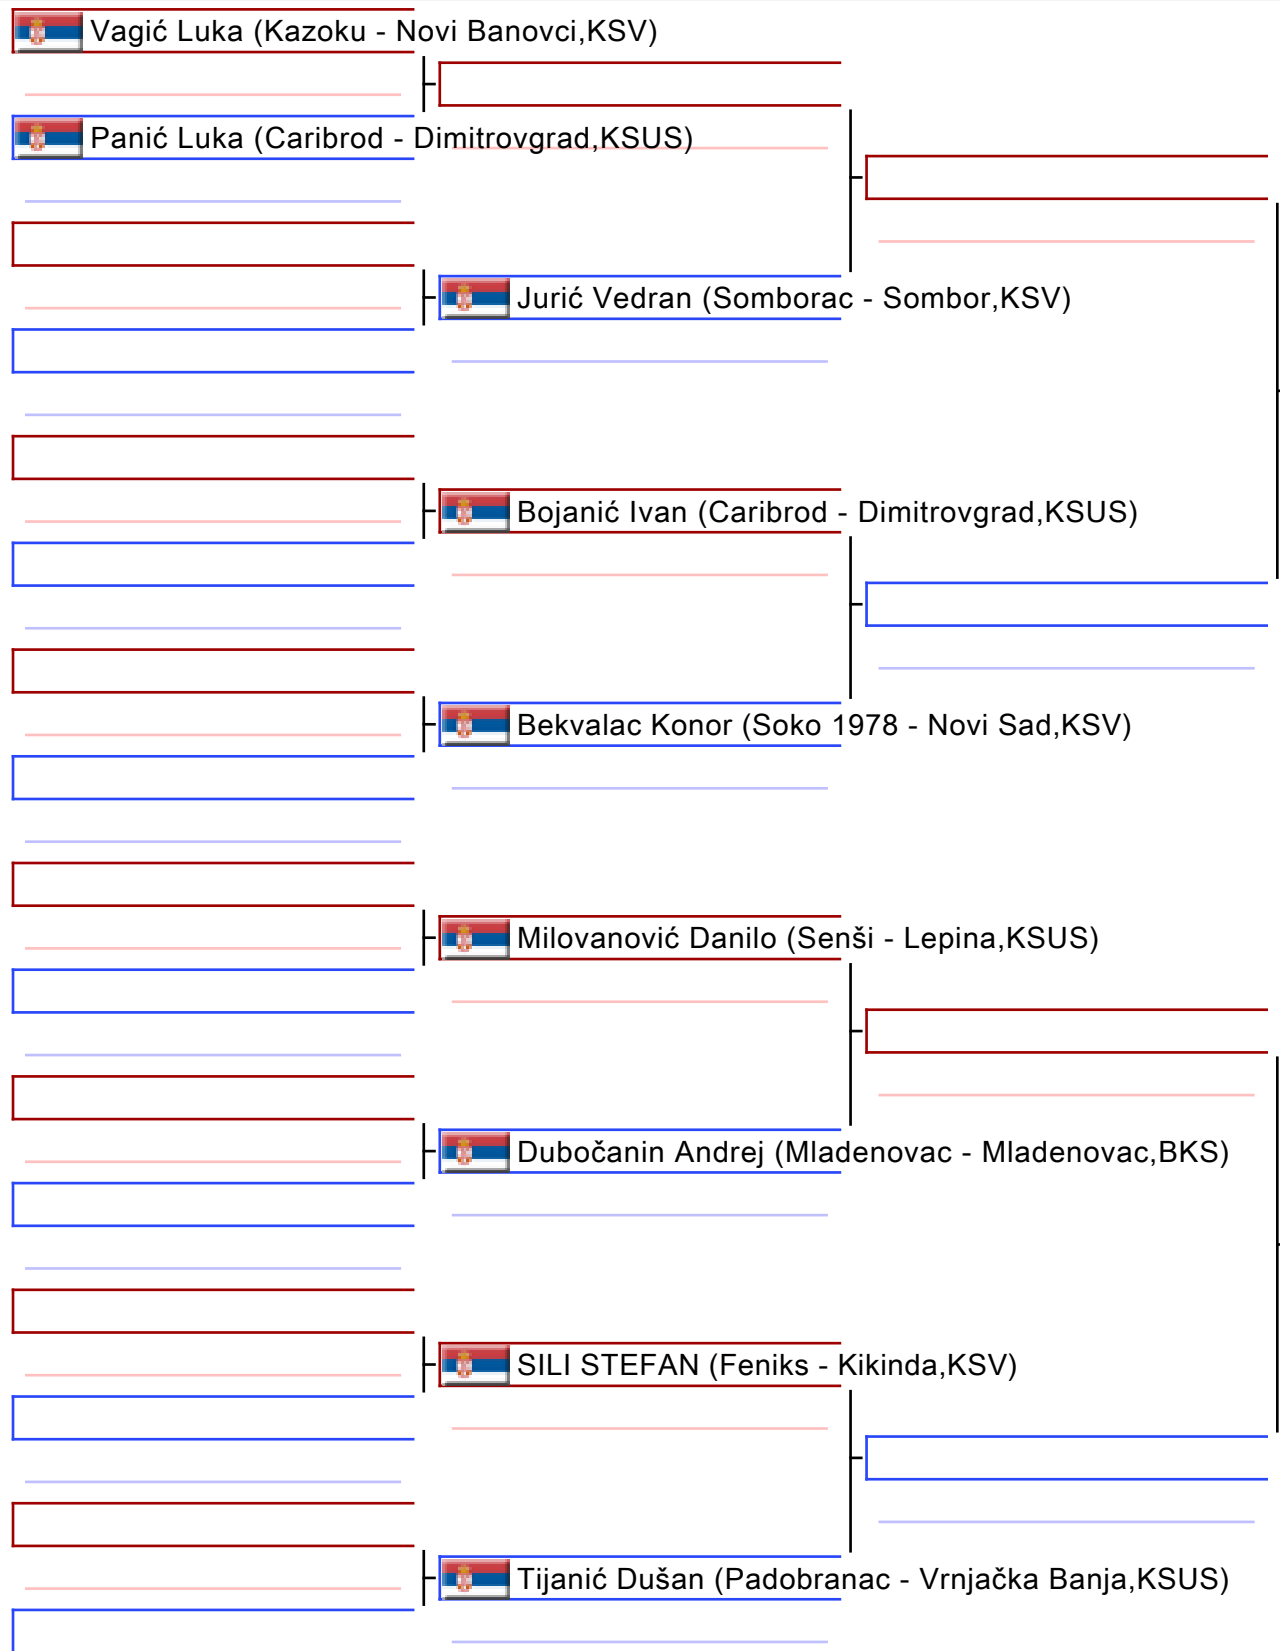 Vagić Luka (Kazoku - Novi Banovci,KSV)
Panić Luka (Caribrod - Dimitrovgrad,KSUS)
Jurić Vedran (Somborac - Sombor,KSV)
Bojanić Ivan (Caribrod - Dimitrovgrad,KSUS)
Bekvalac Konor (Soko 1978 - Novi Sad,KSV)
Milovanović Danilo (Senši - Lepina,KSUS)
Dubočanin Andrej (Mladenovac - Mladenovac,BKS)
SILI STEFAN (Feniks - Kikinda,KSV)
Tijanić Dušan (Padobranac - Vrnjačka Banja,KSUS)